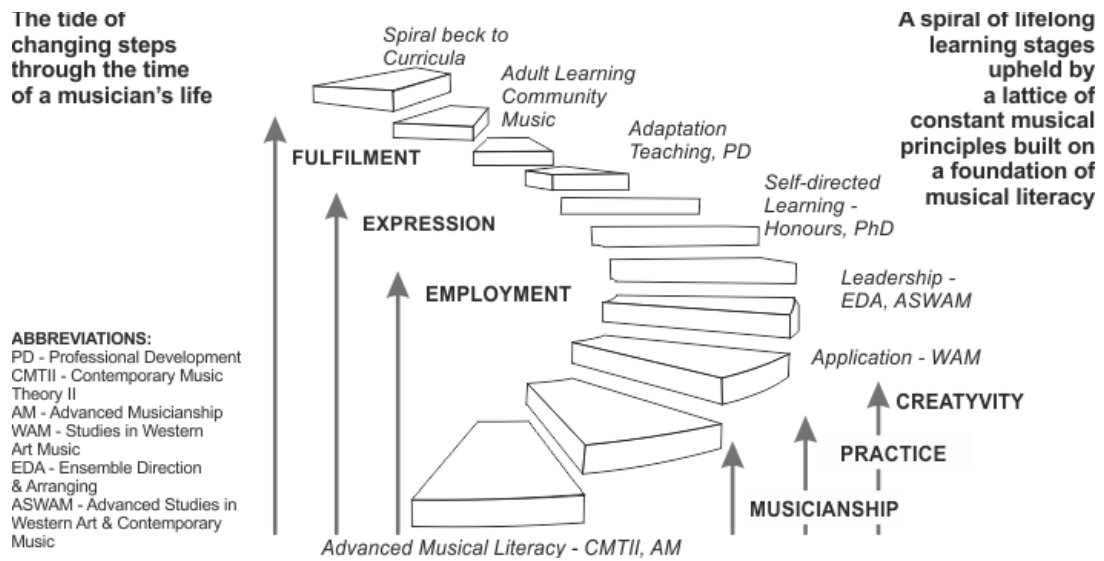 The tide of
changing steps
through the time
of a musician's life
A spiral of lifelong
learning stages
upheld by
a lattice of
constant musical
principles built on
a foundation of
musical literacy
Spiral beck to
Curricula
Adult Learning
Community
Music
Adaptation
Teaching, PD
Self-directed
Learning -
Honours, PhD
Leadership -
EDA, ASWAM
Application - WAM
FULFILMENT
EXPRESSION
EMPLOYMENT
CREATYVITY
PRACTICE
MUSICIANSHIP
ABBREVIATIONS:
PD - Professional Development
CMTII - Contemporary Music
Theory II
AM - Advanced Musicianship
WAM - Studies in Western
Art Music
EDA - Ensemble Direction
& Arranging
ASWAM - Advanced Studies in
Western Art & Contemporary
Music
Advanced Musical Literacy - CMTII, AM